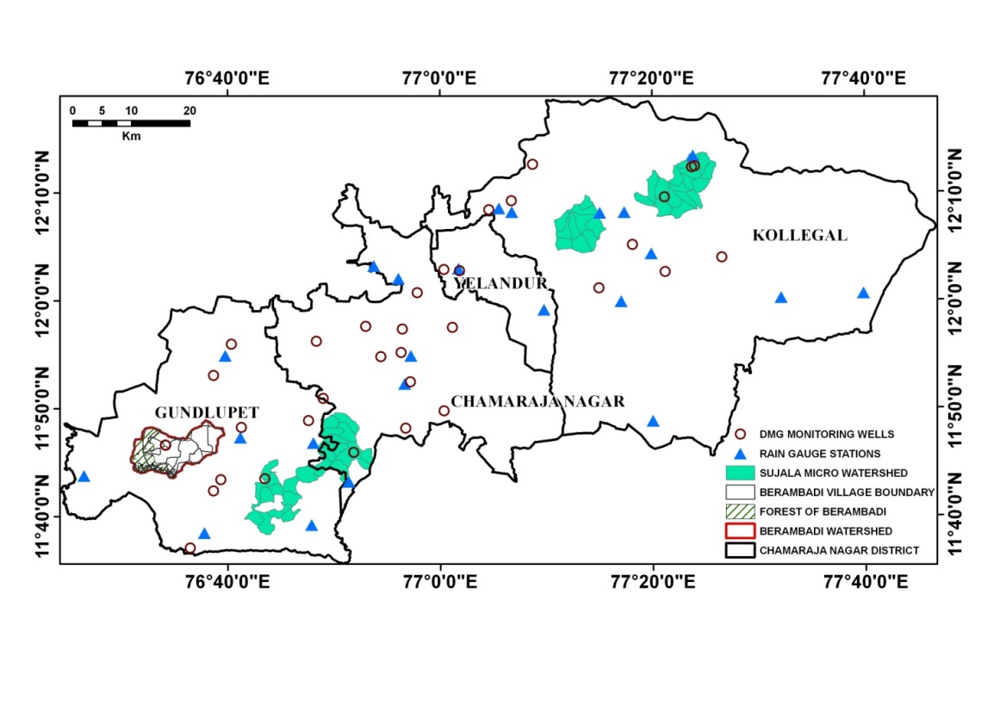 76°40'0"E 77°0'0"E 77°20'0"E 77°40'0"E
0 5 10 20
Km
12°10'0"N
12°10'0"N
KOLLEGAL
YELANDUR
12°0'0"N
12°0'0"N
CHAMARAJA NAGAR
GUNDLUPET
11°50'0"N
11°50'0"N
DMG MONITORING WELLS
RAIN GAUGE STATIONS
SUJALA MICRO WATERSHED
BERAMBADI VILLAGE BOUNDARY
FOREST OF BERAMBADI
BERAMBADI WATERSHED
CHAMARAJA NAGAR DISTRICT
11°40'0"N
11°40'0"N
76°40'0"E 77°0'0"E 77°20'0"E 77°40'0"E